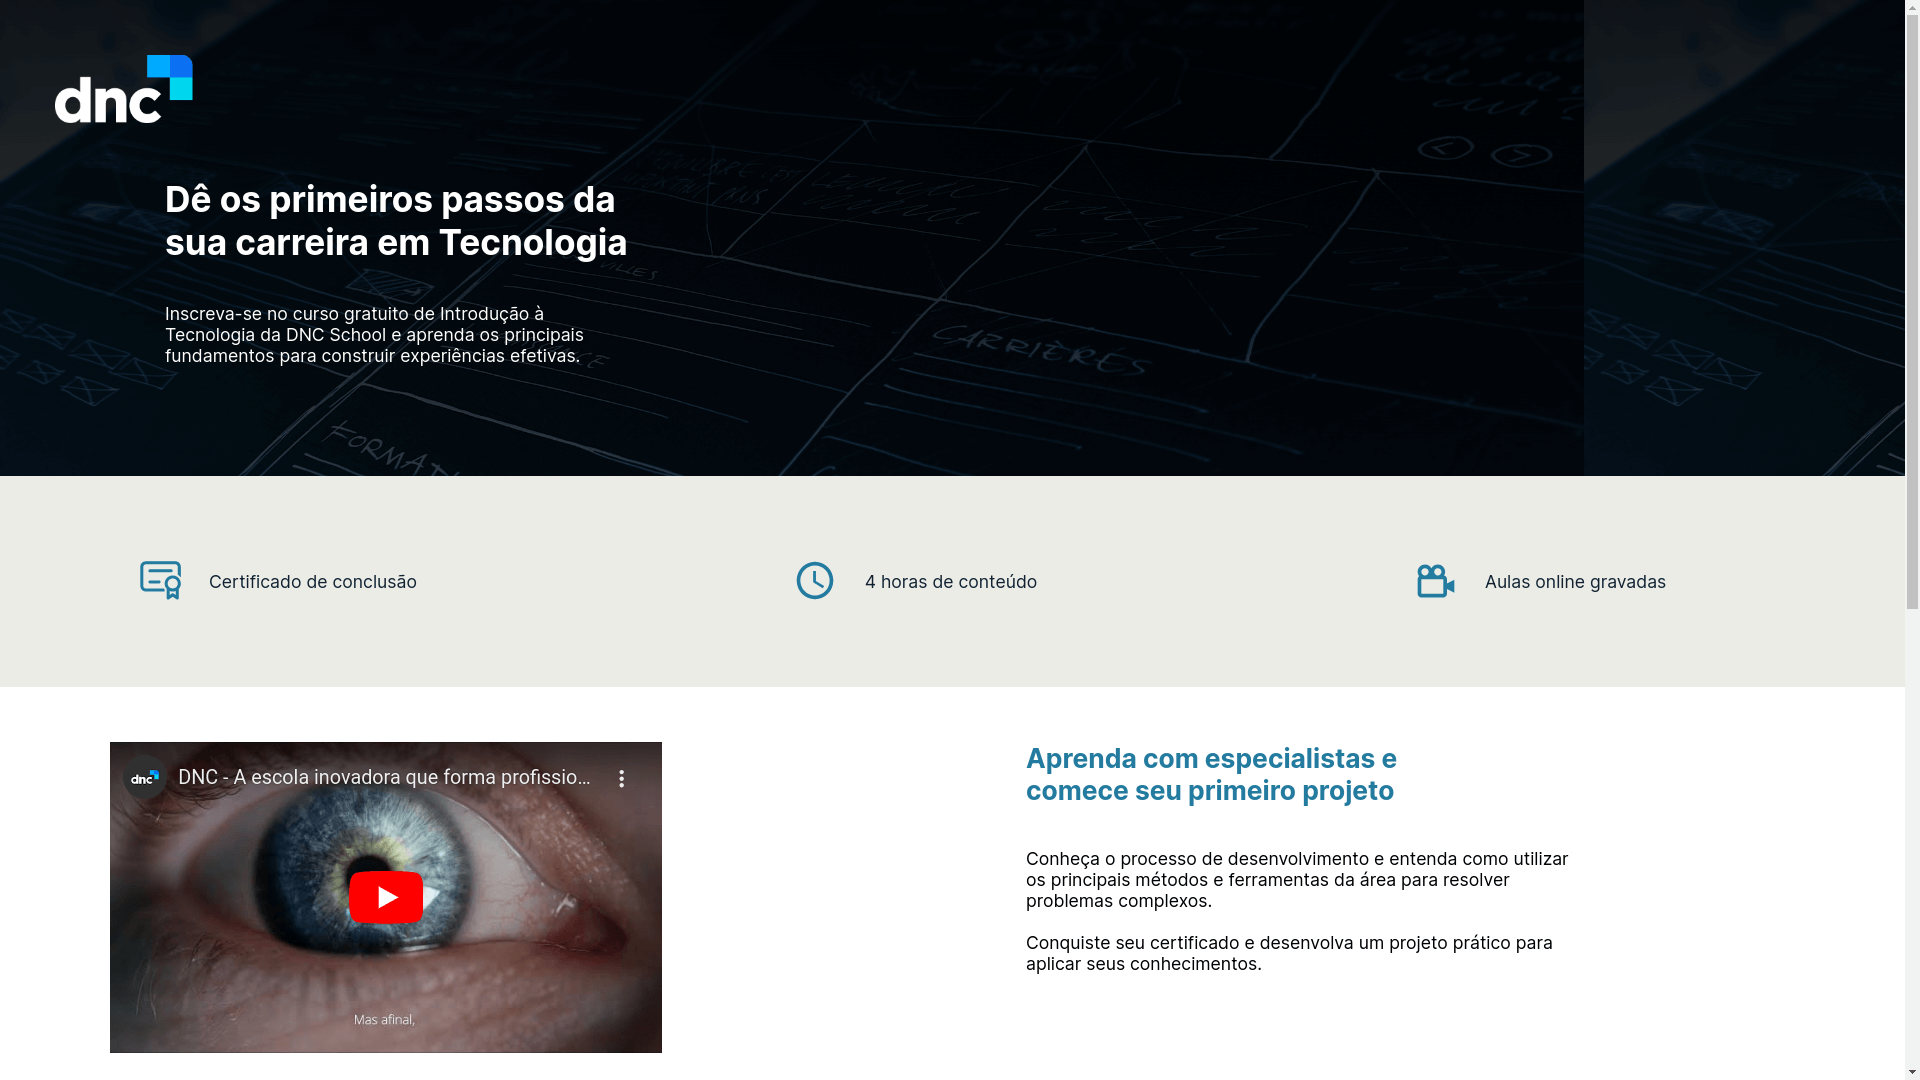 dnc
Dê os primeiros passos da
sua carreira em Tecnologia
Inscreva-se no curso gratuito de Introdução à
Tecnologia da DNC School e aprenda os principais
fundamentos para construir experiências efetivas.
CARRIÈRES
Certificado de conclusão
4 horas de conteúdo
Aulas online gravadas
dnc
DNC - A escola inovadora que forma profissio...
Mas afinal,
Aprenda com especialistas e
comece seu primeiro projeto
Conheça o processo de desenvolvimento e entenda como utilizar
os principais métodos e ferramentas da área para resolver
problemas complexos.
Conquiste seu certificado e desenvolva um projeto prático para
aplicar seus conhecimentos.